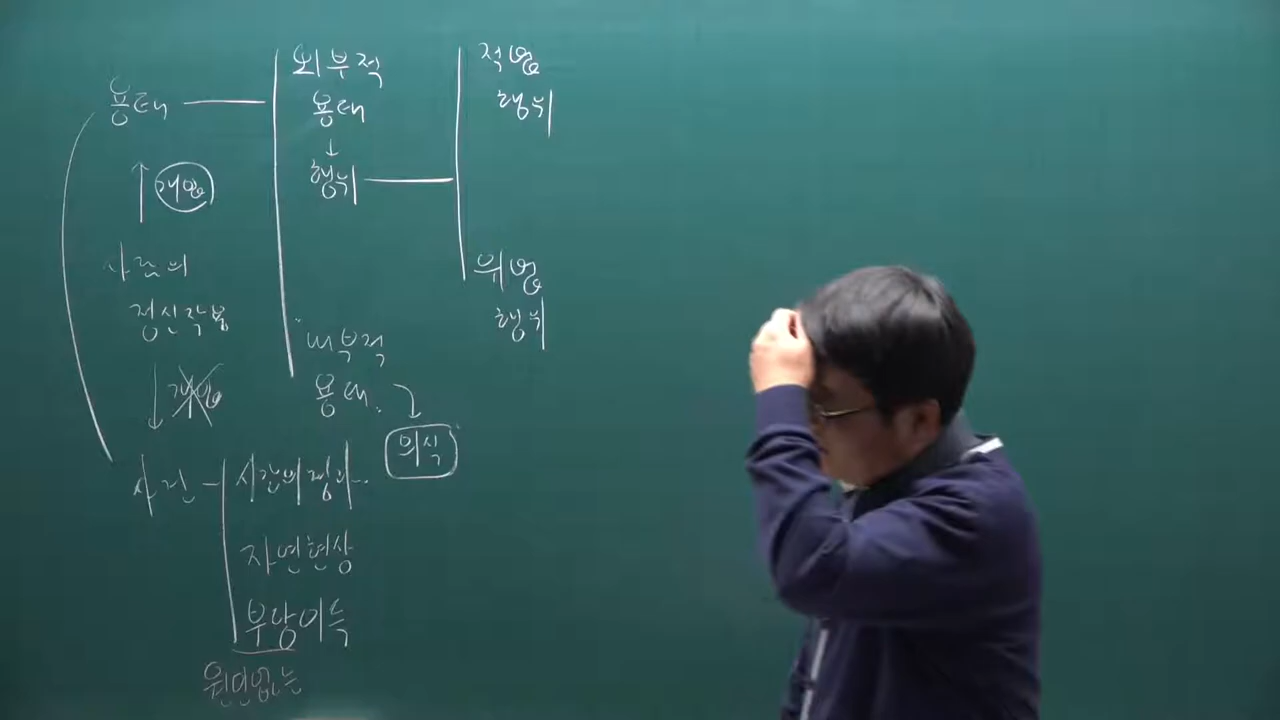 용태
개입
사람의
정신작용
개입
사건
외부적
용태
행위
내부적
용태
의식
적법
행위
위법
행위
시간의 경과
자연현상
부당이득
원인없는